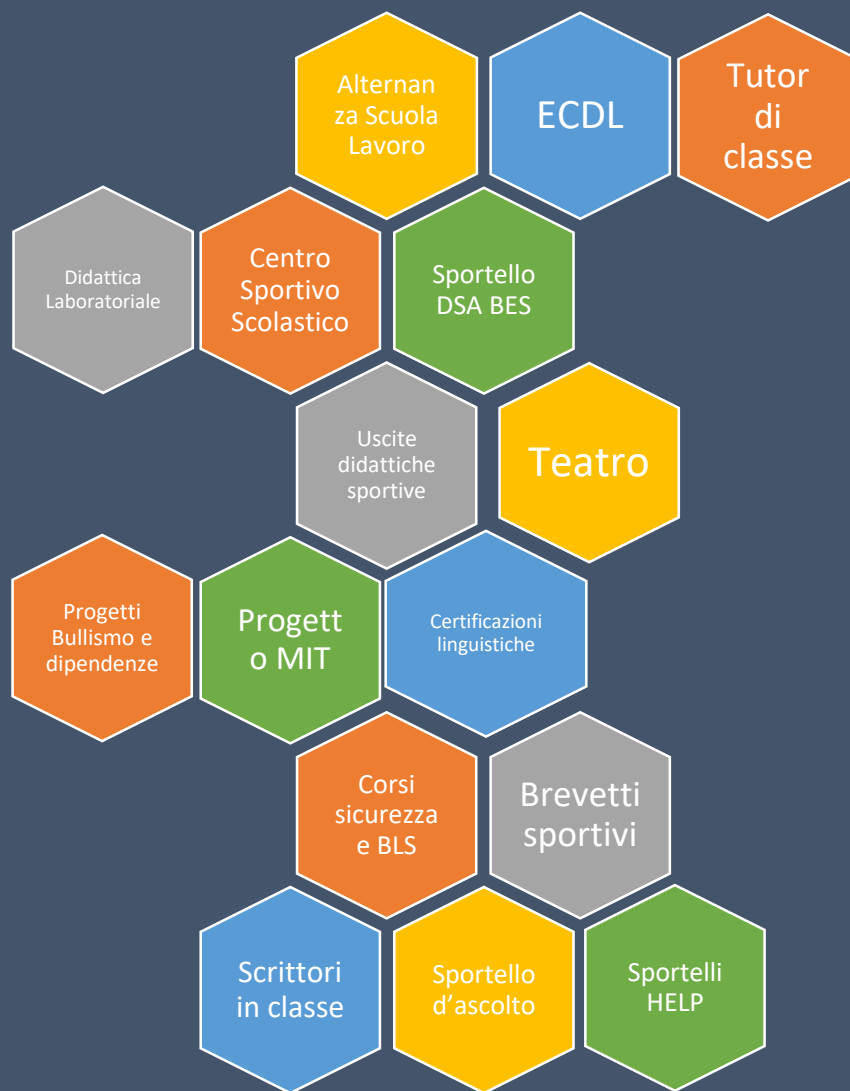 Alternan
za Scuola
Lavoro
ECDL
Tutor
di
classe
Didattica
Laboratoriale
Centro
Sportivo
Scolastico
Sportello
DSA BES
Uscite
didattiche
sportive
Teatro
Progetti
Bullismo e
dipendenze
Progett
o MIT
Certificazioni
linguistiche
Corsi
sicurezza
e BLS
Brevetti
sportivi
Scrittori
in classe
Sportello
d’ascolto
Sportelli
HELP